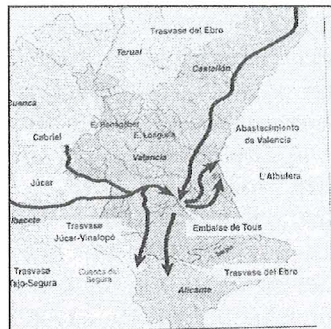 Trasvase del Ebro
Teruel
Castellón
Cuenca
E. Benagéber
E. Loriguilla
Cabriel
Abastecimiento
de Valencia
Valencia
Júcar
L'Albufera
Albacete
Trasvase
Júcar-Vinalopó
Embalse de Tous
Trasvase
Tajo-Segura
Cuenca del
Segura
Trasvase del Ebro
Alicante